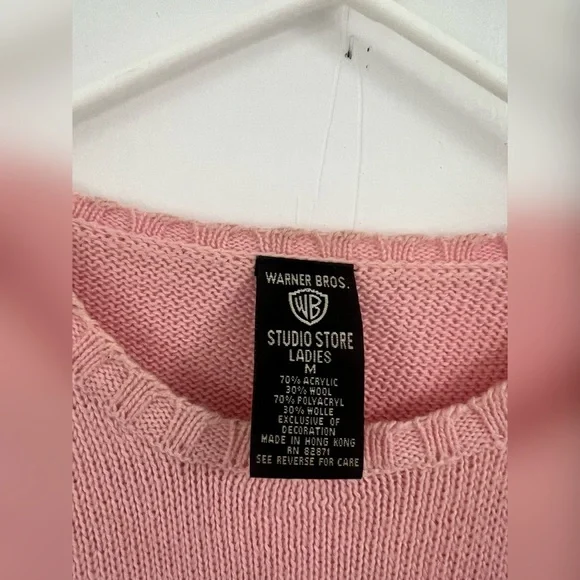 WARNER BROS.
WB
STUDIO STORE
LADIES
M
70% ACRYLIC
30% WOOL
70% POLYACRYL
30% WOLLE
EXCLUSIVE OF
DECORATION
MADE IN HONG KONG
RN 82871
SEE REVERSE FOR CARE